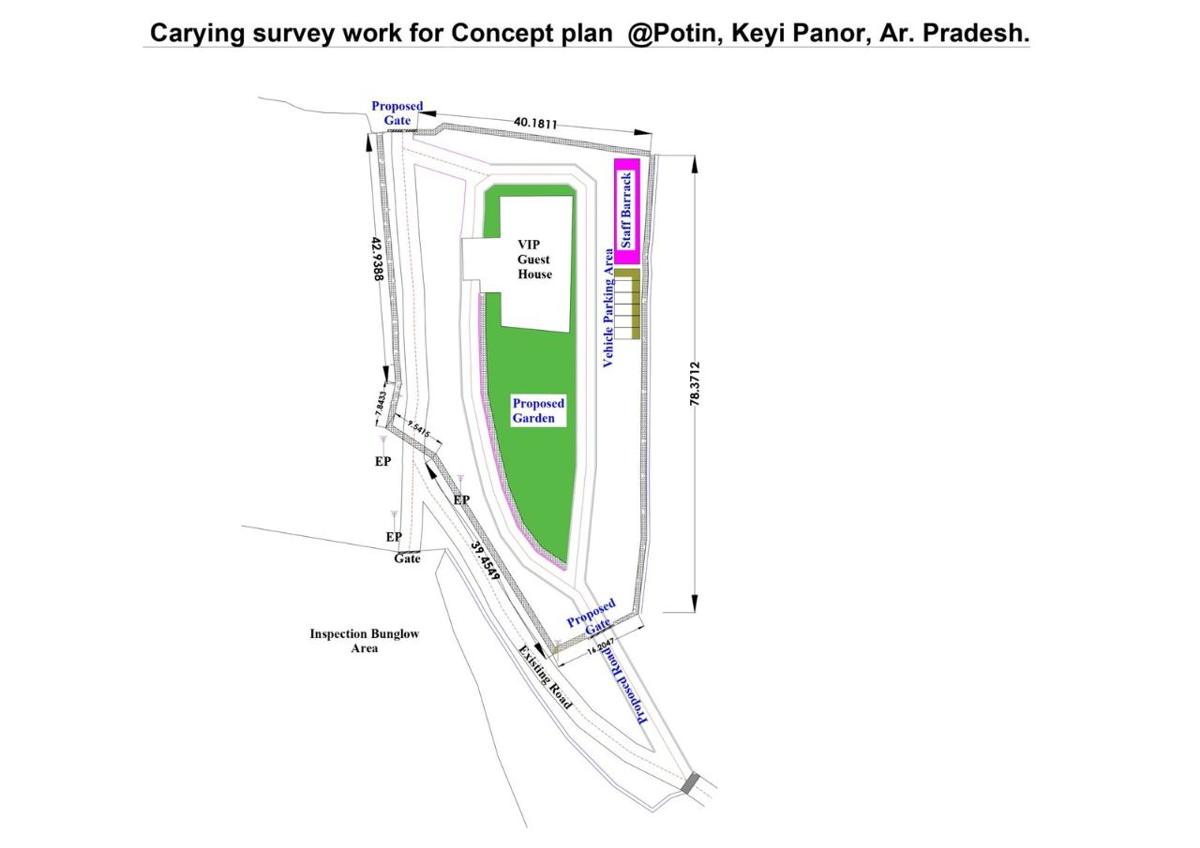 Carying survey work for Concept plan @Potin, Keyi Panor, Ar. Pradesh.
Proposed
Gate
40.1811
42.9388
Staff Barrack
VIP
Guest
House
Vehicle Parking Area
78.3712
7.8433
9.5415
Proposed
Garden
EP
EP
EP
Gate
39.4549
Proposed
Gate
16.2047
Inspection Bunglow
Area
Existing Road
Proposed Road